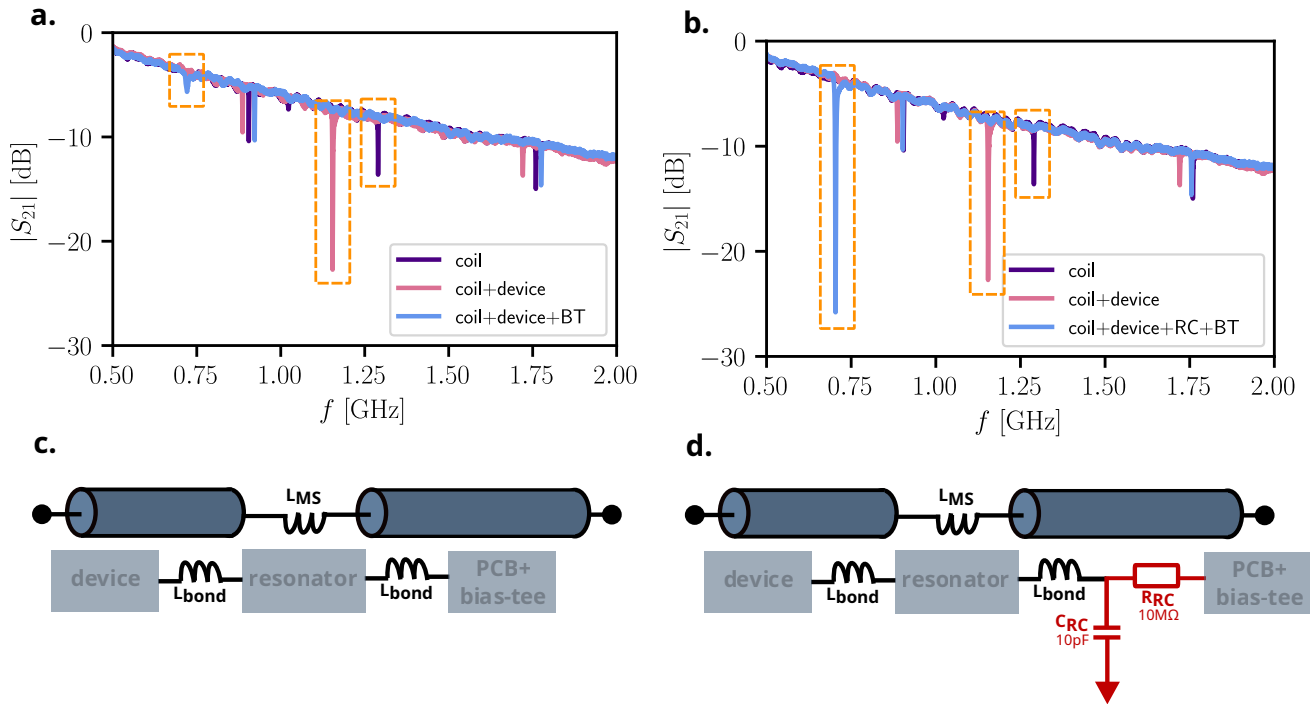 a.
0
−10
−20
−30
|S21| [dB]
0.50 0.75 1.00 1.25 1.50 1.75 2.00
f [GHz]
coil
coil+device
coil+device+BT
b.
0
−10
−20
−30
|S21| [dB]
0.50 0.75 1.00 1.25 1.50 1.75 2.00
f [GHz]
coil
coil+device
coil+device+RC+BT
c.
LMS
device
Lbond
resonator
Lbond
PCB+
bias-tee
d.
LMS
device
Lbond
resonator
Lbond
RRC
10MΩ
PCB+
bias-tee
CRC
10pF